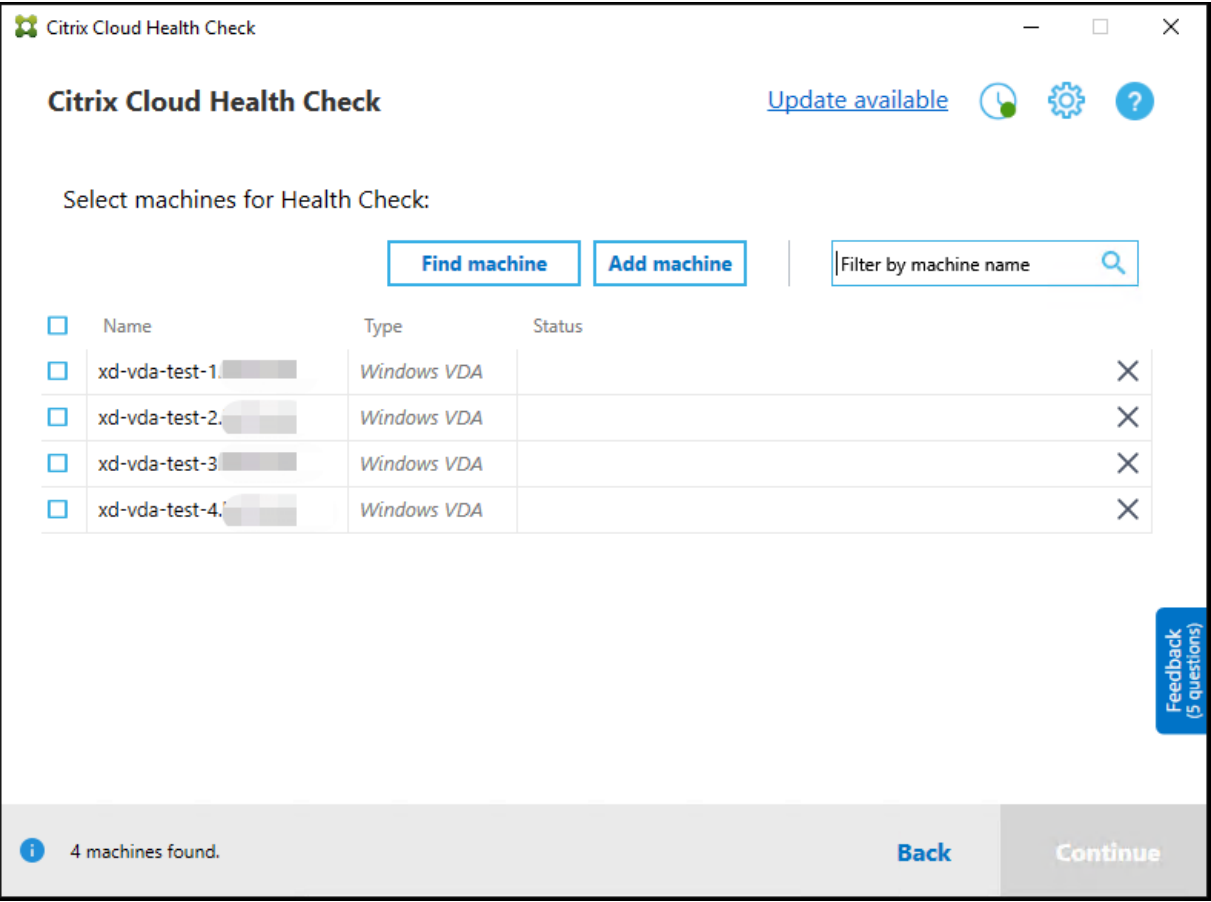 Citrix Cloud Health Check
Citrix Cloud Health Check
Update available
?
Select machines for Health Check:
Find machine
Add machine
Filter by machine name
Name Type Status
xd-vda-test-1. Windows VDA
xd-vda-test-2. Windows VDA
xd-vda-test-3 Windows VDA
xd-vda-test-4. Windows VDA
Feedback
(5 questions)
i
4 machines found.
Back
Continue